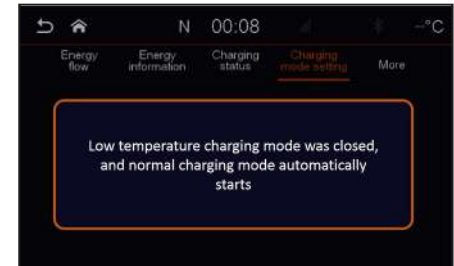 N 00:08 --°C
Energy flow Energy information Charging status Charging mode setting More
Low temperature charging mode was closed,
and normal charging mode automatically
starts